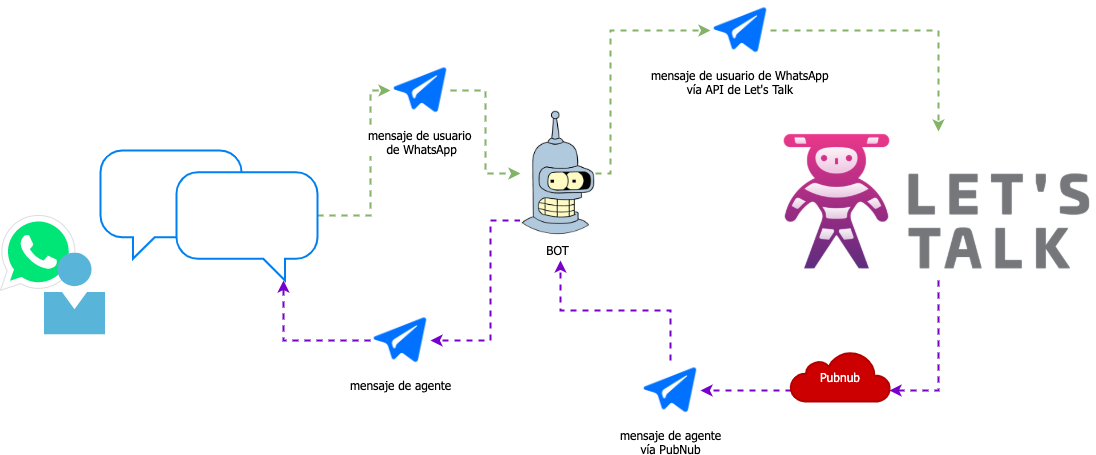 mensaje de usuario de WhatsApp
vía API de Let's Talk
mensaje de usuario
de WhatsApp
LET'S
TALK
BOT
mensaje de agente
Pubnub
mensaje de agente
vía PubNub